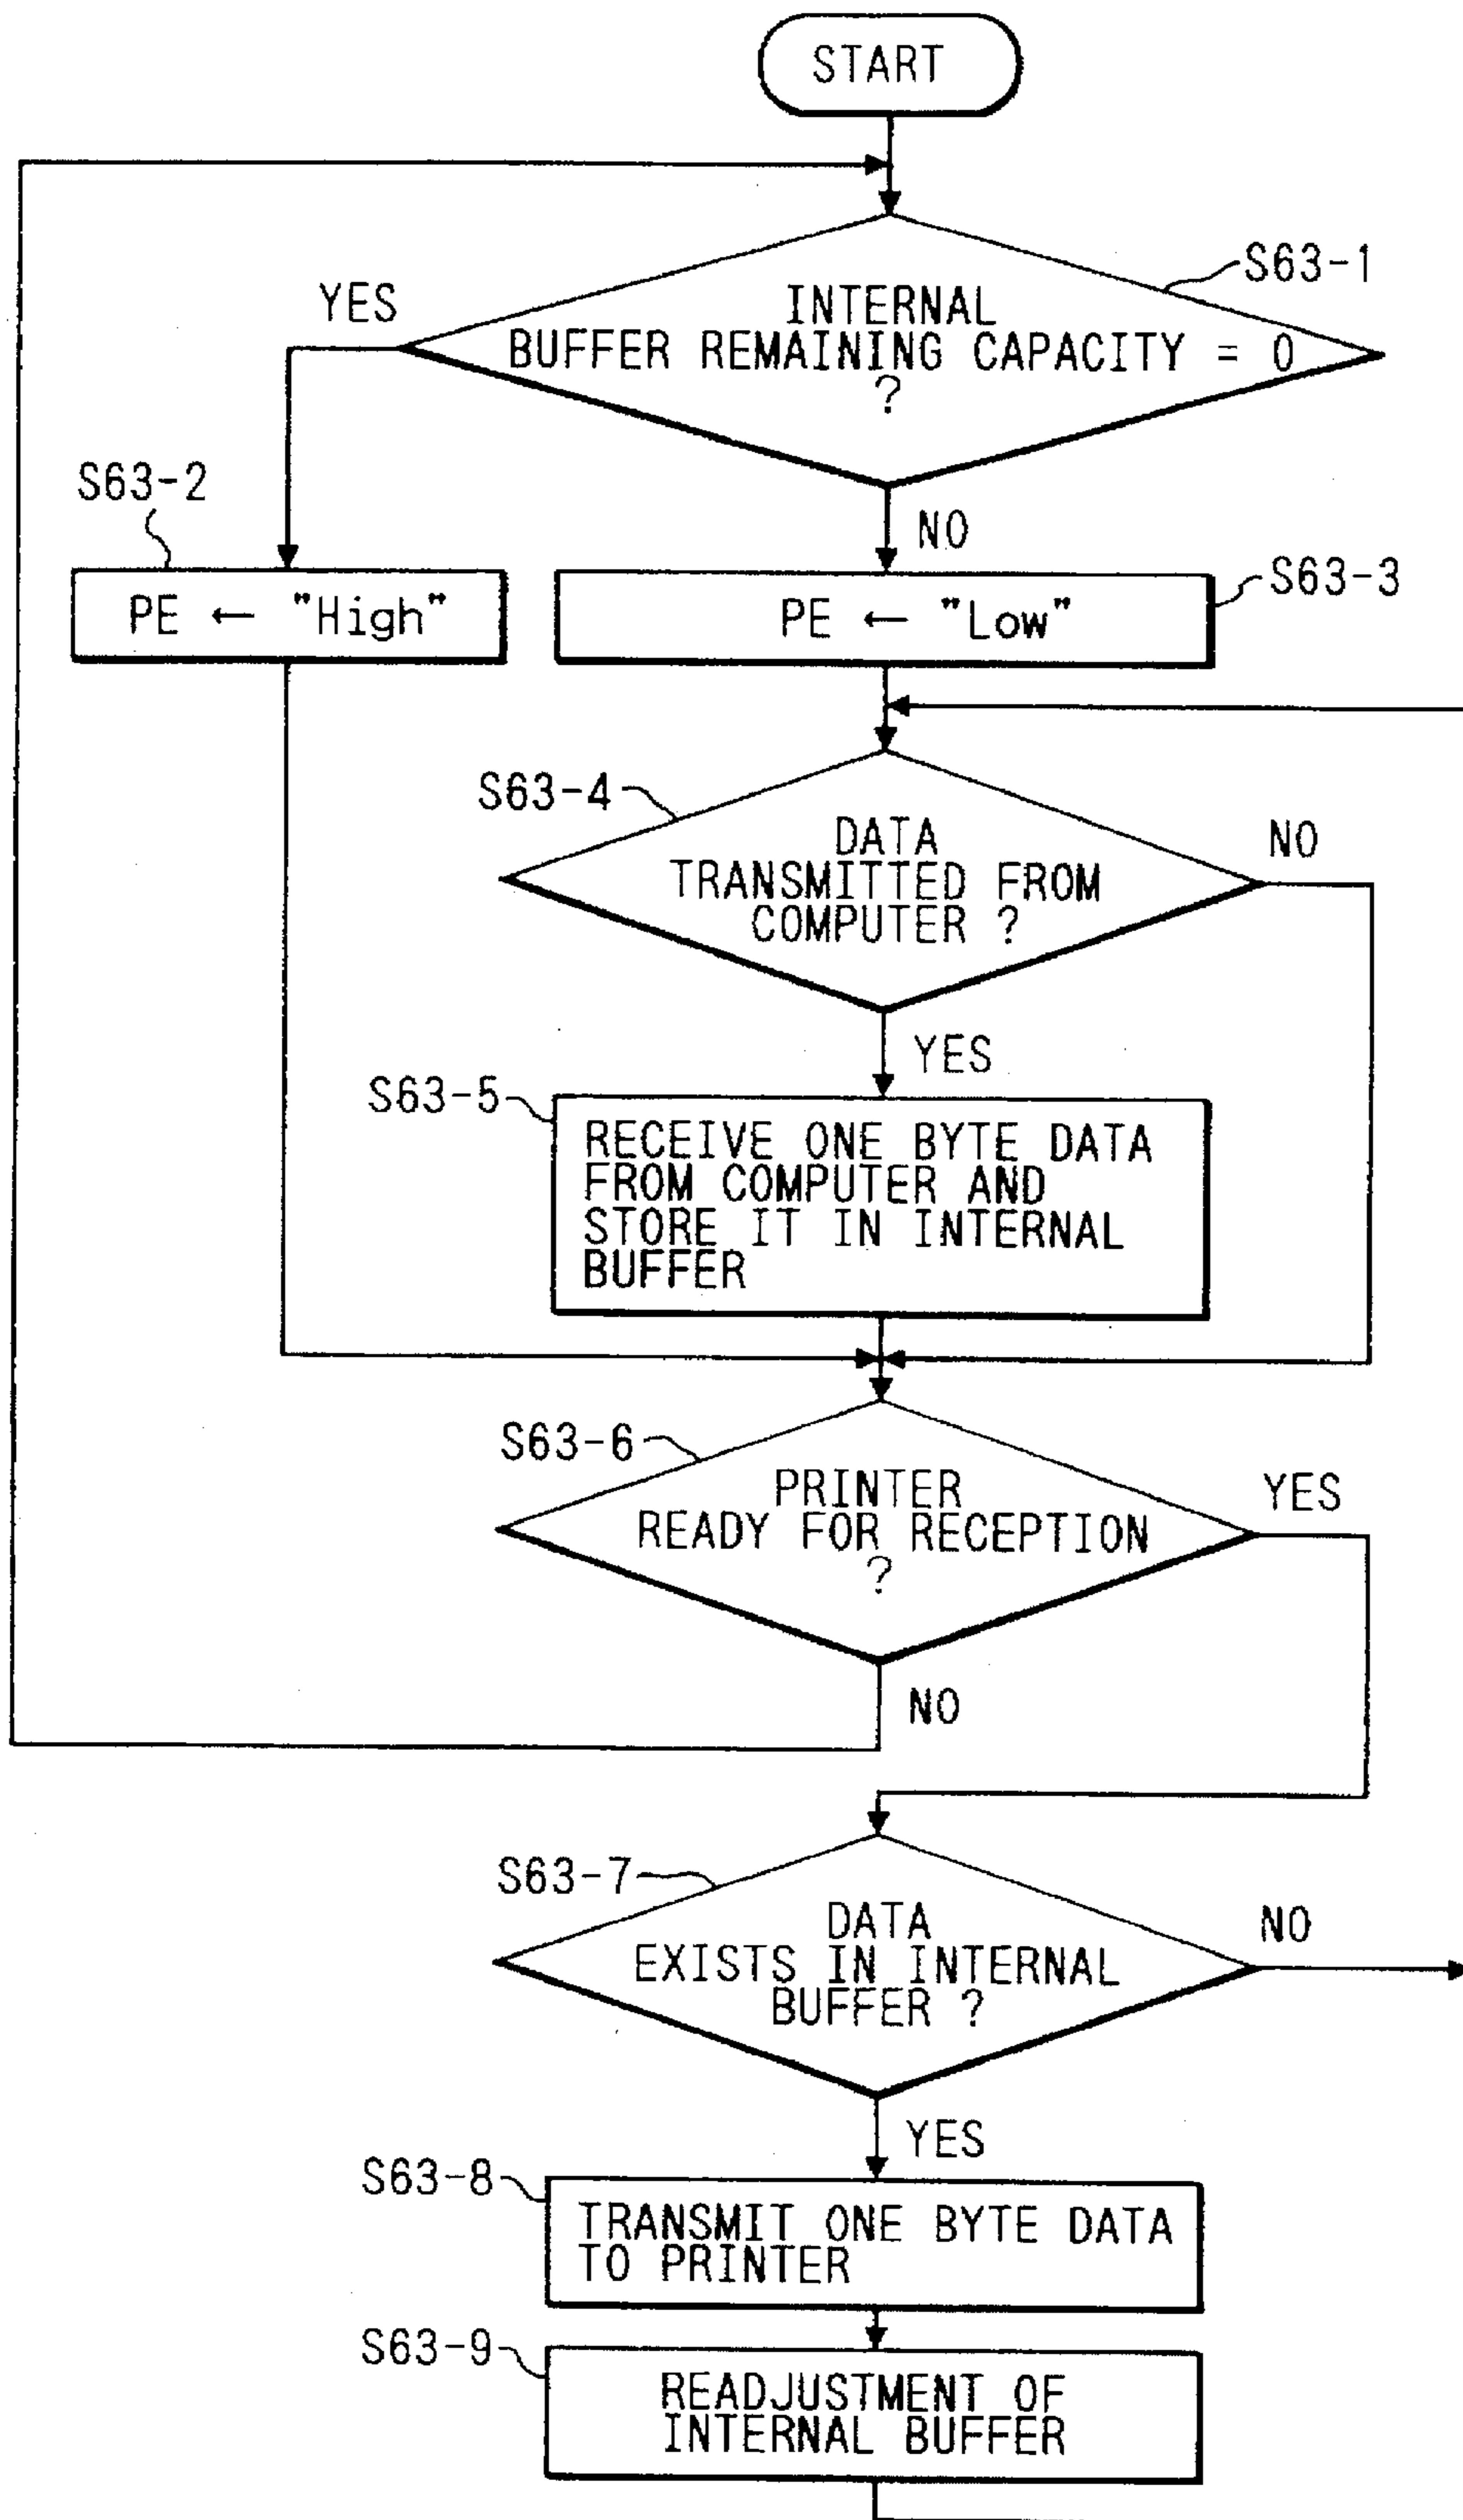 START
S63-1
YES
INTERNAL
BUFFER REMAINING CAPACITY = 0
?
S63-2
NO
S63-3
PE ← "High"
PE ← "Low"
S63-4
DATA
TRANSMITTED FROM
COMPUTER ?
NO
YES
S63-5
RECEIVE ONE BYTE DATA
FROM COMPUTER AND
STORE IT IN INTERNAL
BUFFER
S63-6
PRINTER
READY FOR RECEPTION
?
YES
NO
S63-7
DATA
EXISTS IN INTERNAL
BUFFER ?
NO
YES
S63-8
TRANSMIT ONE BYTE DATA
TO PRINTER
S63-9
READJUSTMENT OF
INTERNAL BUFFER